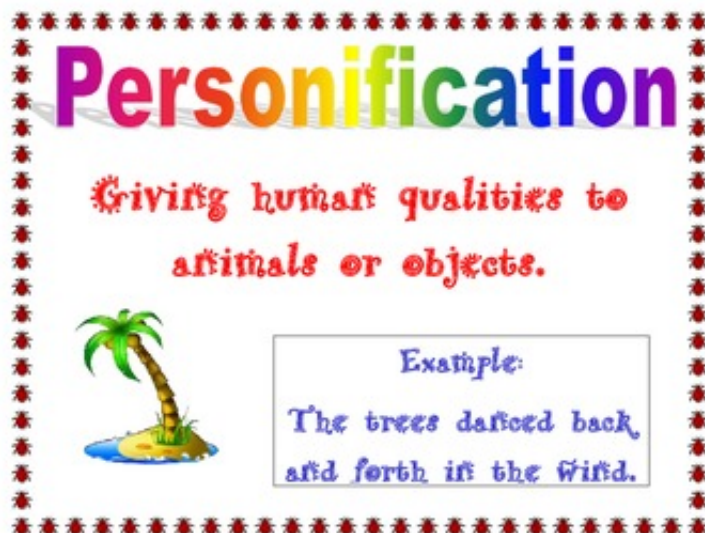 Personification
Giving human qualities to
animals or objects.
Example:
The trees danced back
and forth in the wind.